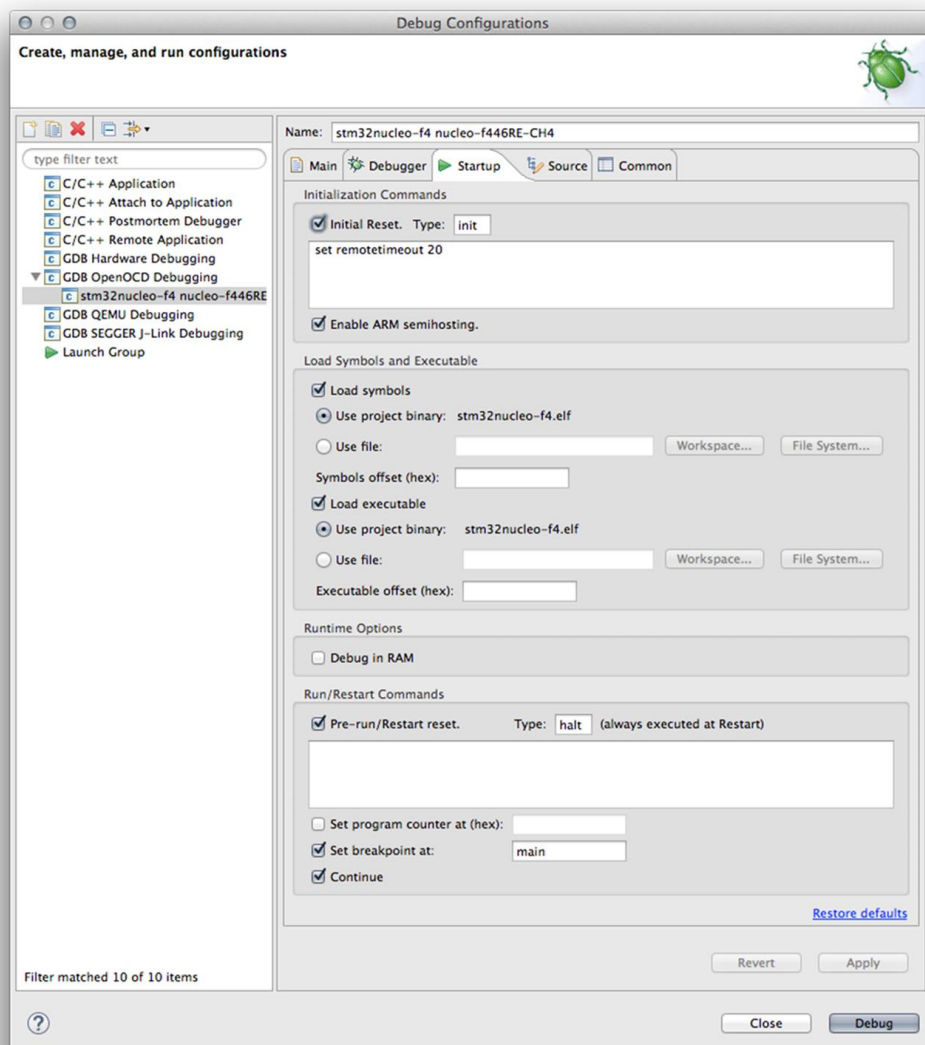 Debug Configurations
Create, manage, and run configurations
type filter text
C/C++ Application
C/C++ Attach to Application
C/C++ Postmortem Debugger
C/C++ Remote Application
GDB Hardware Debugging
GDB OpenOCD Debugging
stm32nucleo-f4 nucleo-f446RE
GDB QEMU Debugging
GDB SEGGER J-Link Debugging
Launch Group
Filter matched 10 of 10 items
Name: stm32nucleo-f4 nucleo-f446RE-CH4
Main Debugger Startup Source Common
Initialization Commands
Initial Reset. Type: init
set remotetimeout 20
Enable ARM semihosting.
Load Symbols and Executable
Load symbols
Use project binary: stm32nucleo-f4.elf
Use file: Workspace... File System...
Symbols offset (hex):
Load executable
Use project binary: stm32nucleo-f4.elf
Use file: Workspace... File System...
Executable offset (hex):
Runtime Options
Debug in RAM
Run/Restart Commands
Pre-run/Restart reset. Type: halt (always executed at Restart)
Set program counter at (hex):
Set breakpoint at: main
Continue
Restore defaults
Revert Apply
? Close Debug